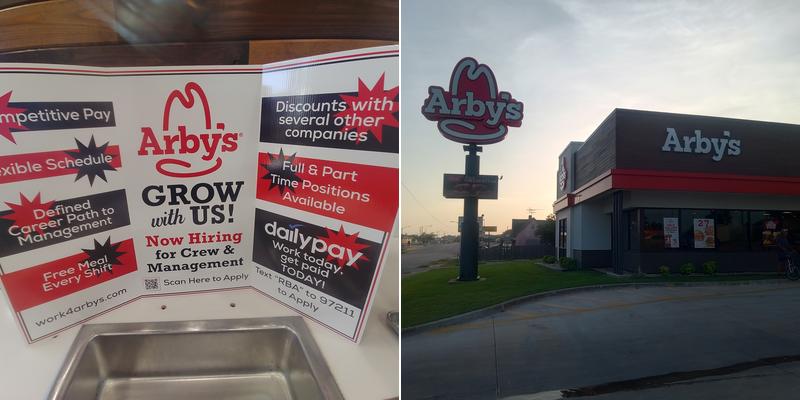 mpetitive Pay
exible Schedule
Defined
Career Path to
Management
Free Meal
Every Shift
work4arbys.com
Arby's®
GROW
with US!
Now Hiring
for Crew &
Management
Scan Here to Apply
Discounts with
several other
companies
Full & Part
Time Positions
Available
dailypay
Work today,
get paid
TODAY!
Text "RBA" to 97211
to Apply
Arby's
Arby's
27